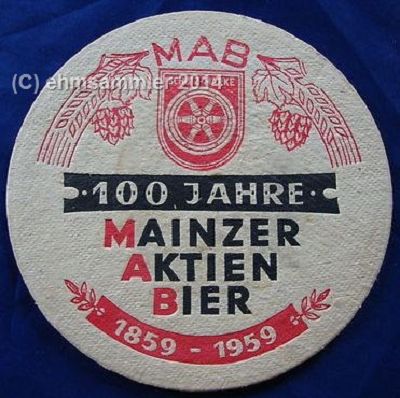 MAB
(C) ehmsammler 2014
· 100 JAHRE ·
MAINZER
AKTIEN
BIER
1859 - 1959